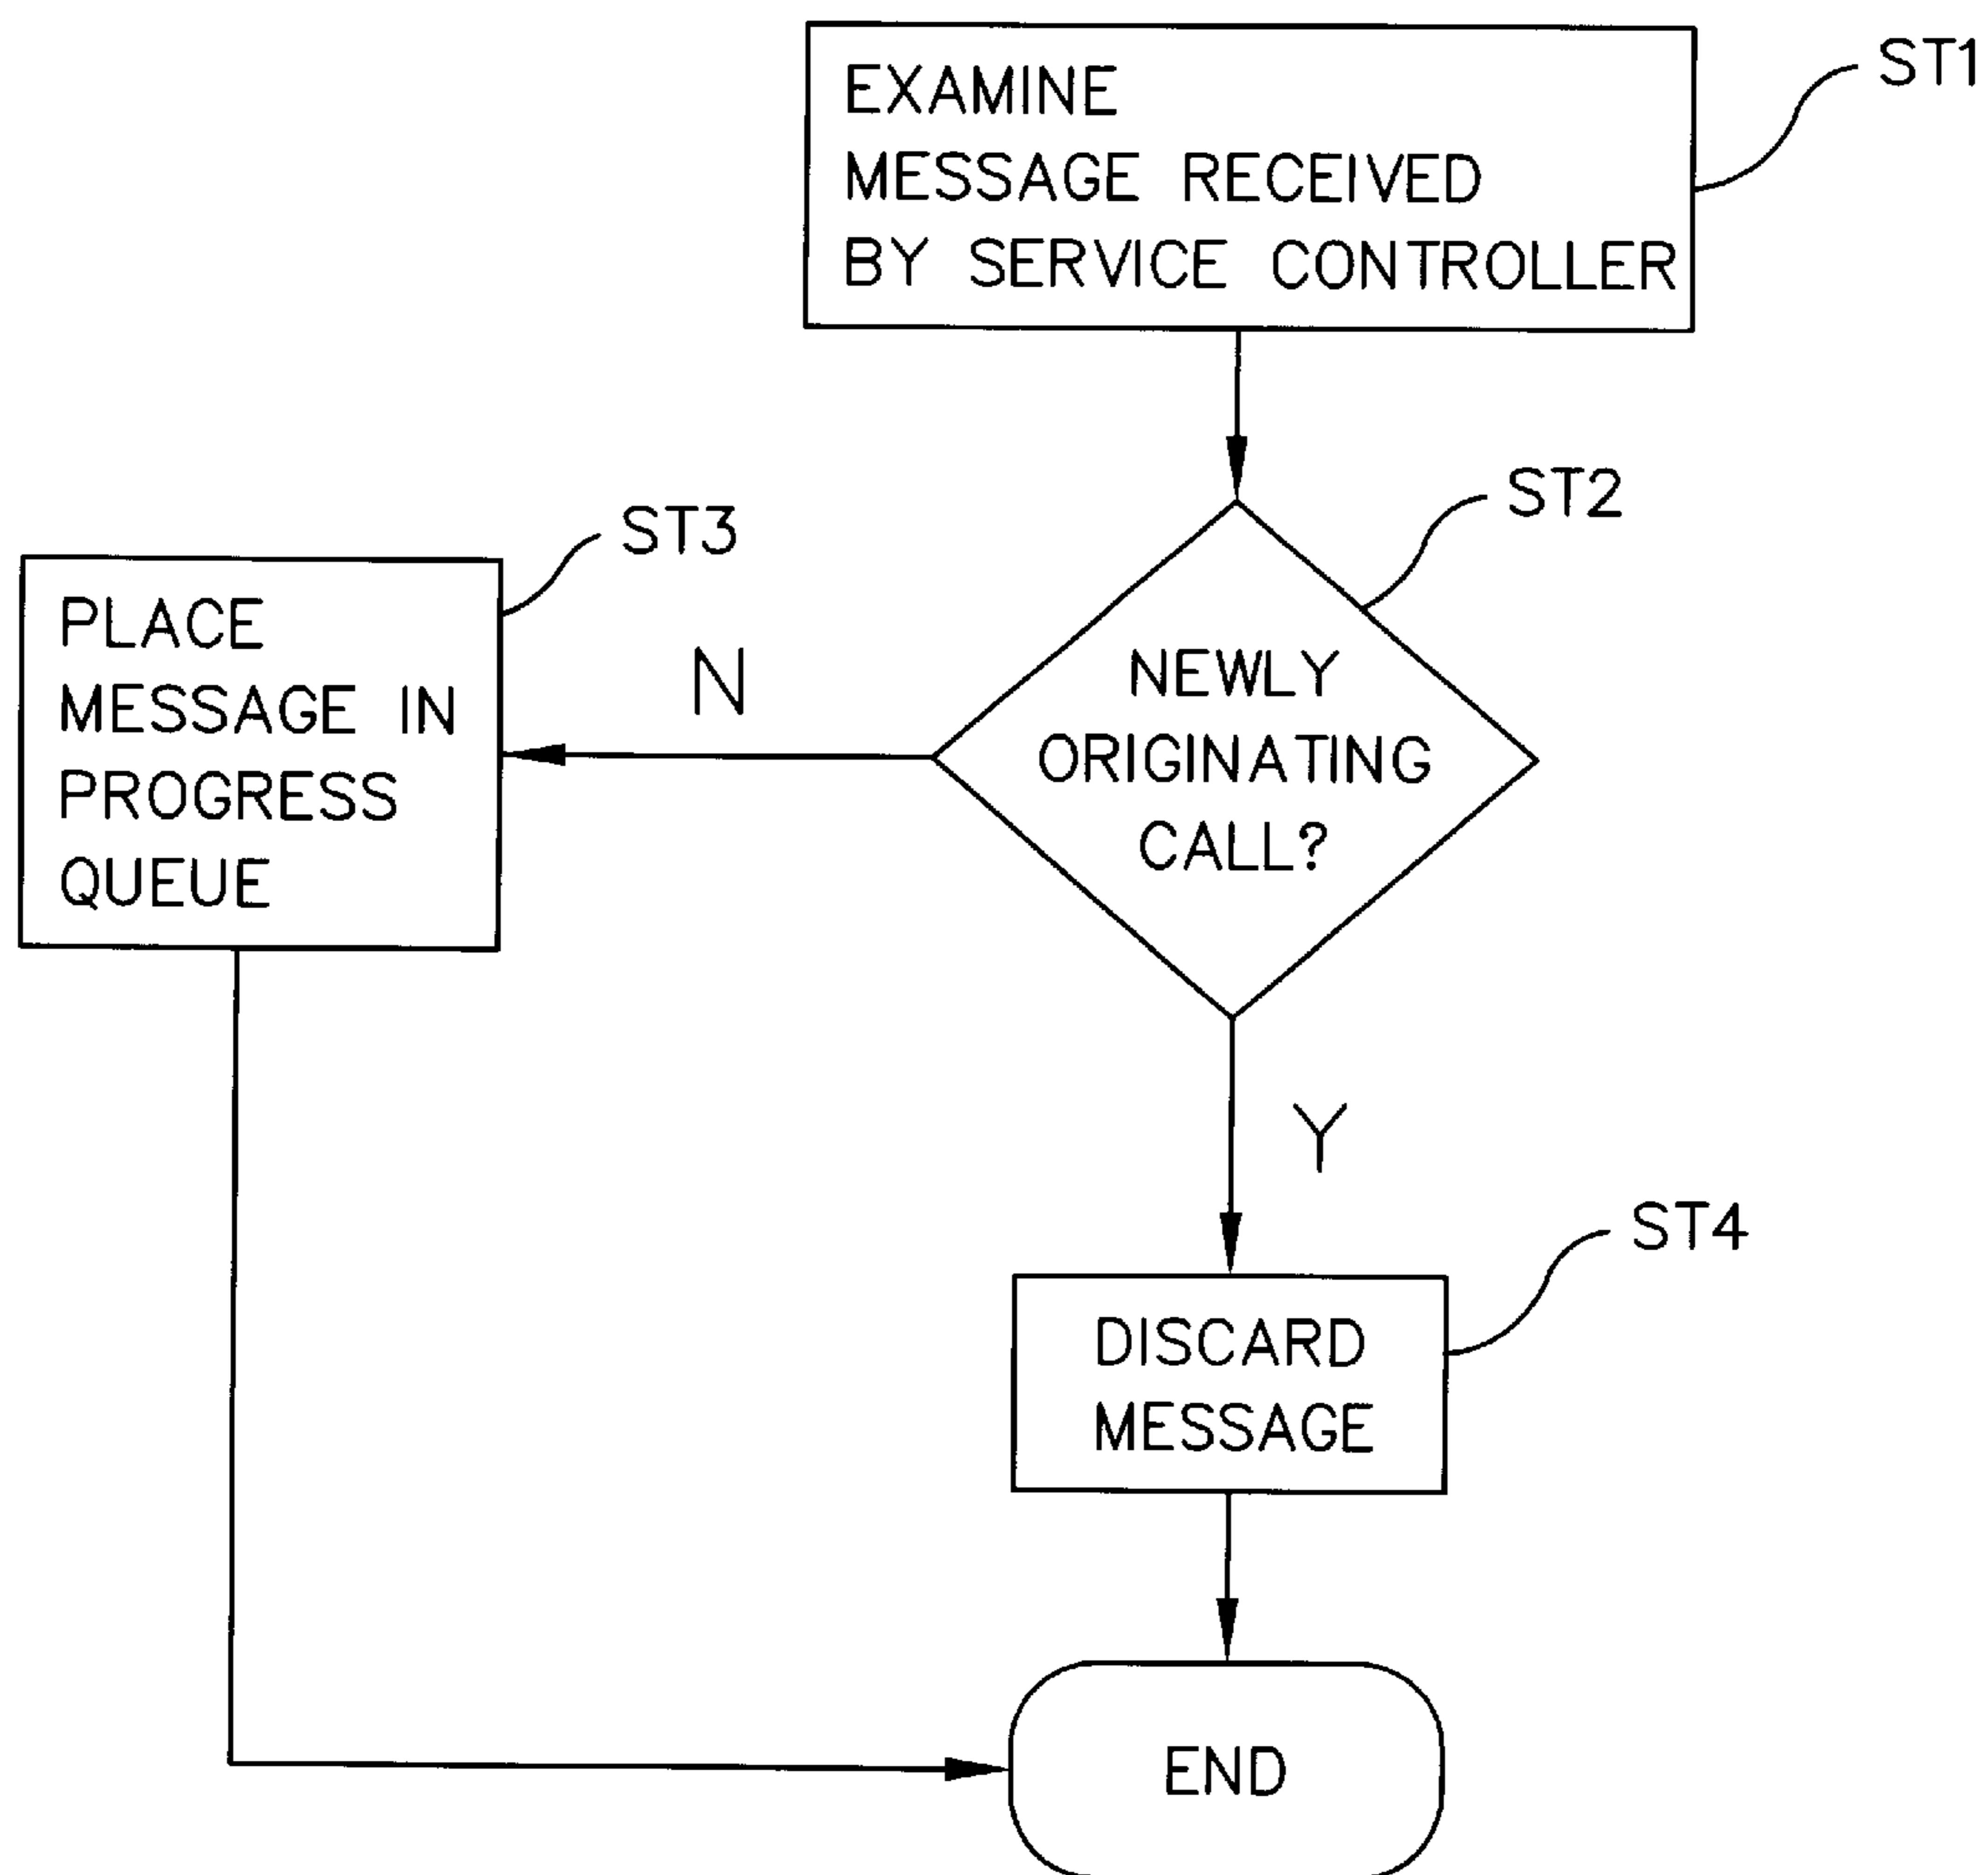 EXAMINE
MESSAGE RECEIVED
BY SERVICE CONTROLLER
ST1
ST2
NEWLY
ORIGINATING
CALL?
ST3
PLACE
MESSAGE IN
PROGRESS
QUEUE
N
Y
ST4
DISCARD
MESSAGE
END